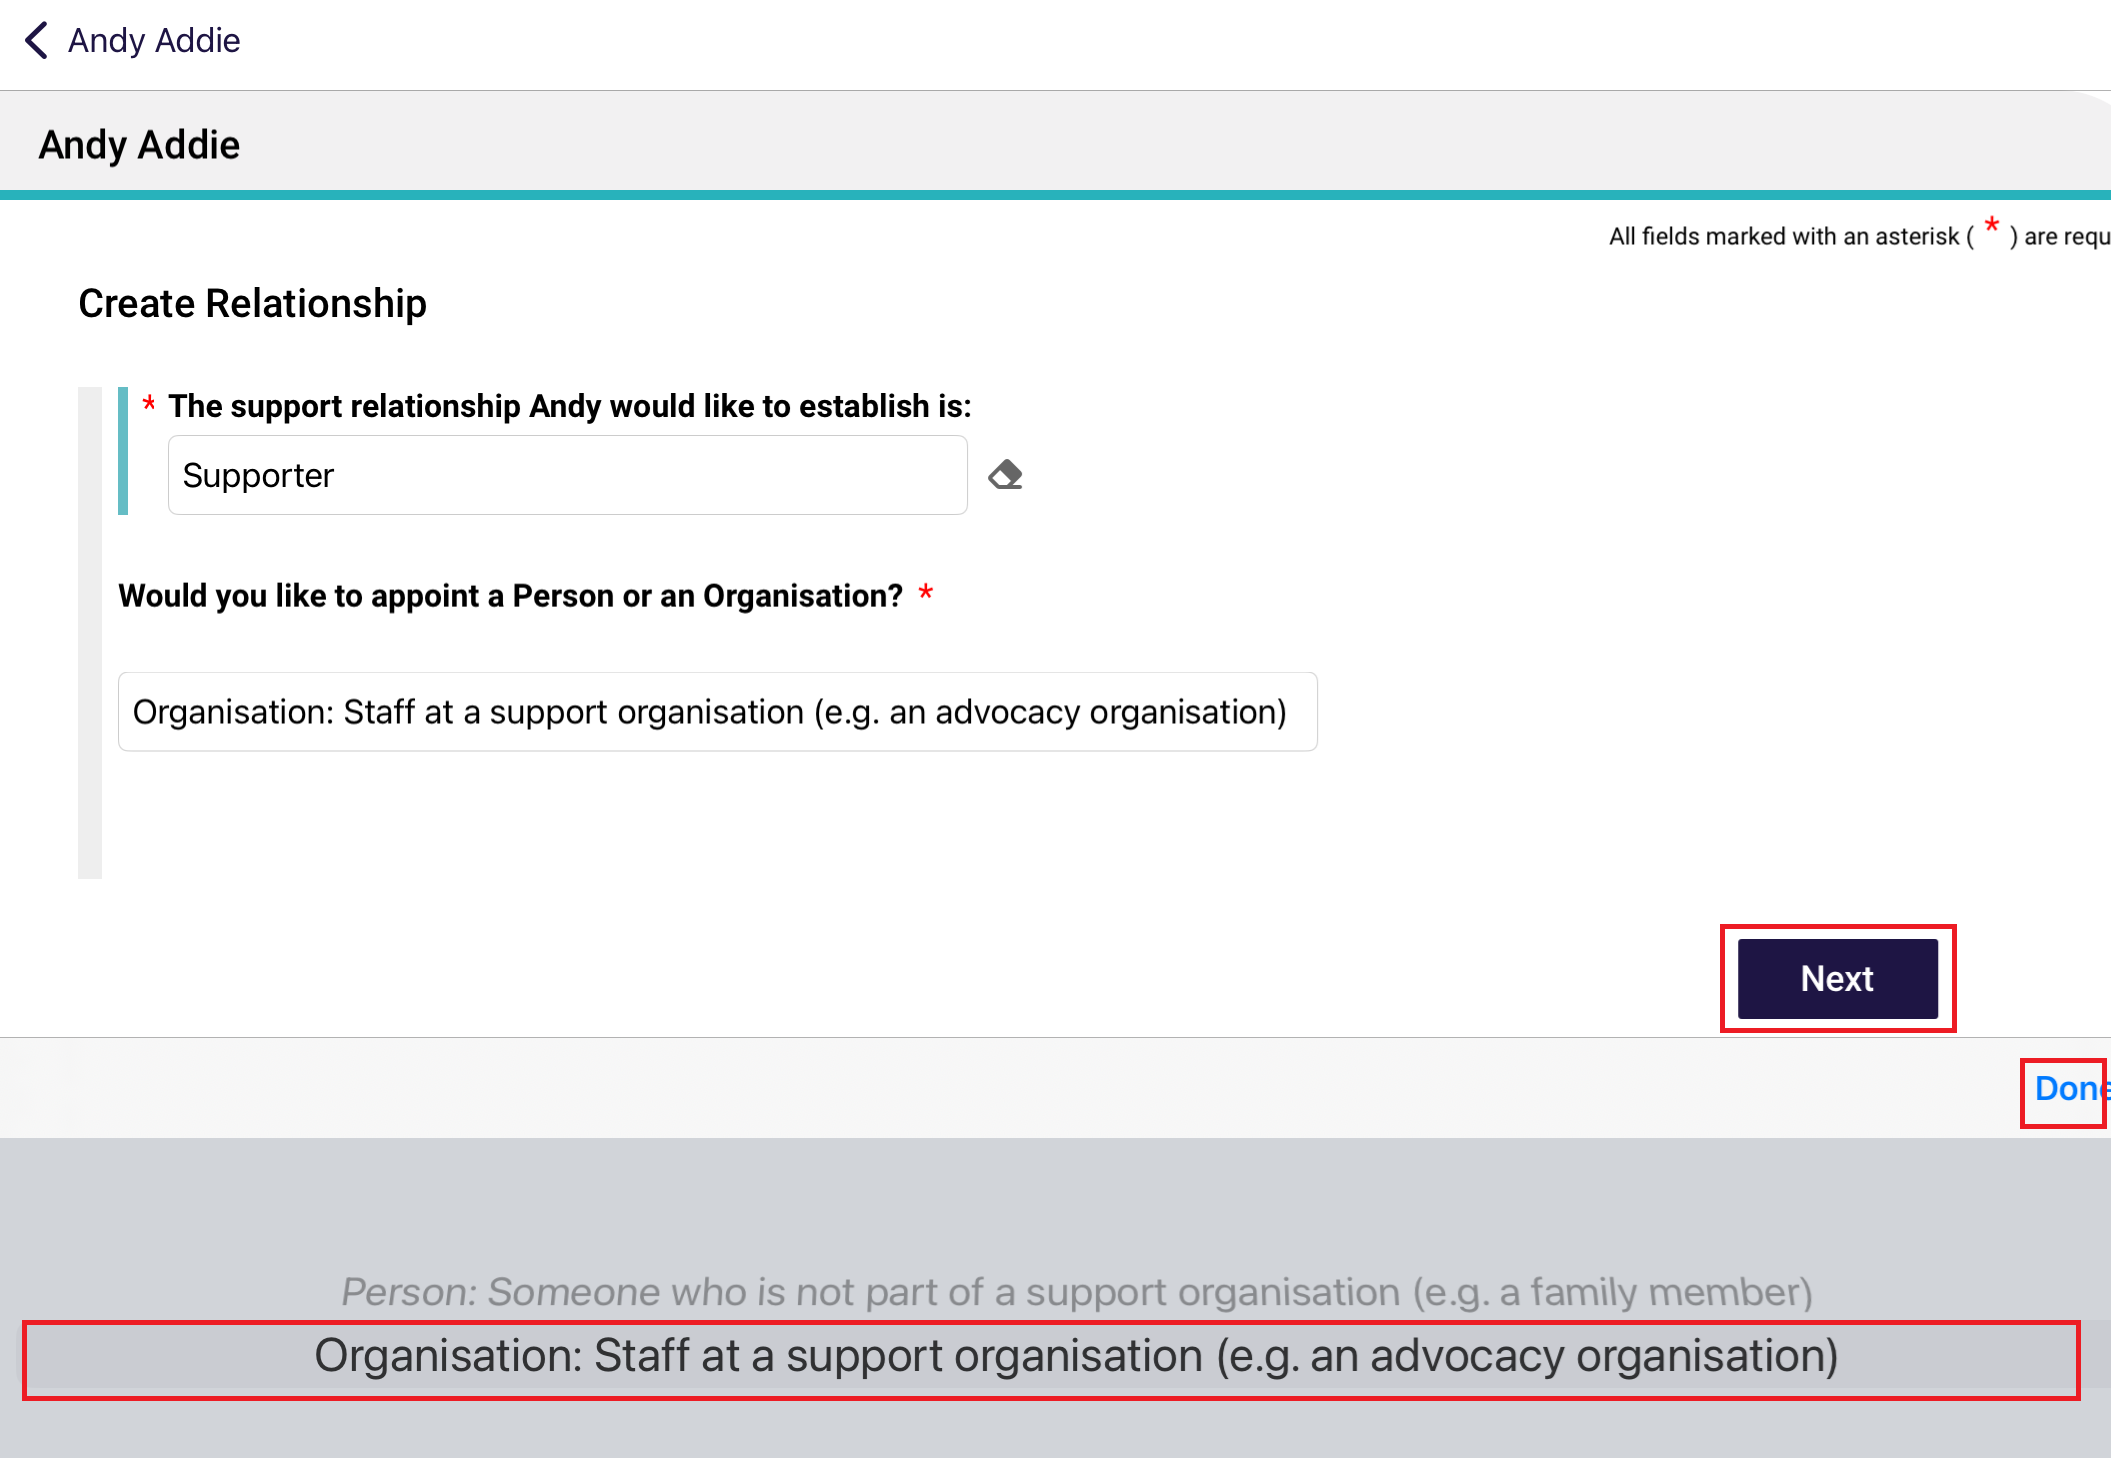 Andy Addie
Andy Addie
All fields marked with an asterisk ( * ) are requ
Create Relationship
* The support relationship Andy would like to establish is:
Supporter
Would you like to appoint a Person or an Organisation? *
Organisation: Staff at a support organisation (e.g. an advocacy organisation)
Next
Done
Person: Someone who is not part of a support organisation (e.g. a family member)
Organisation: Staff at a support organisation (e.g. an advocacy organisation)